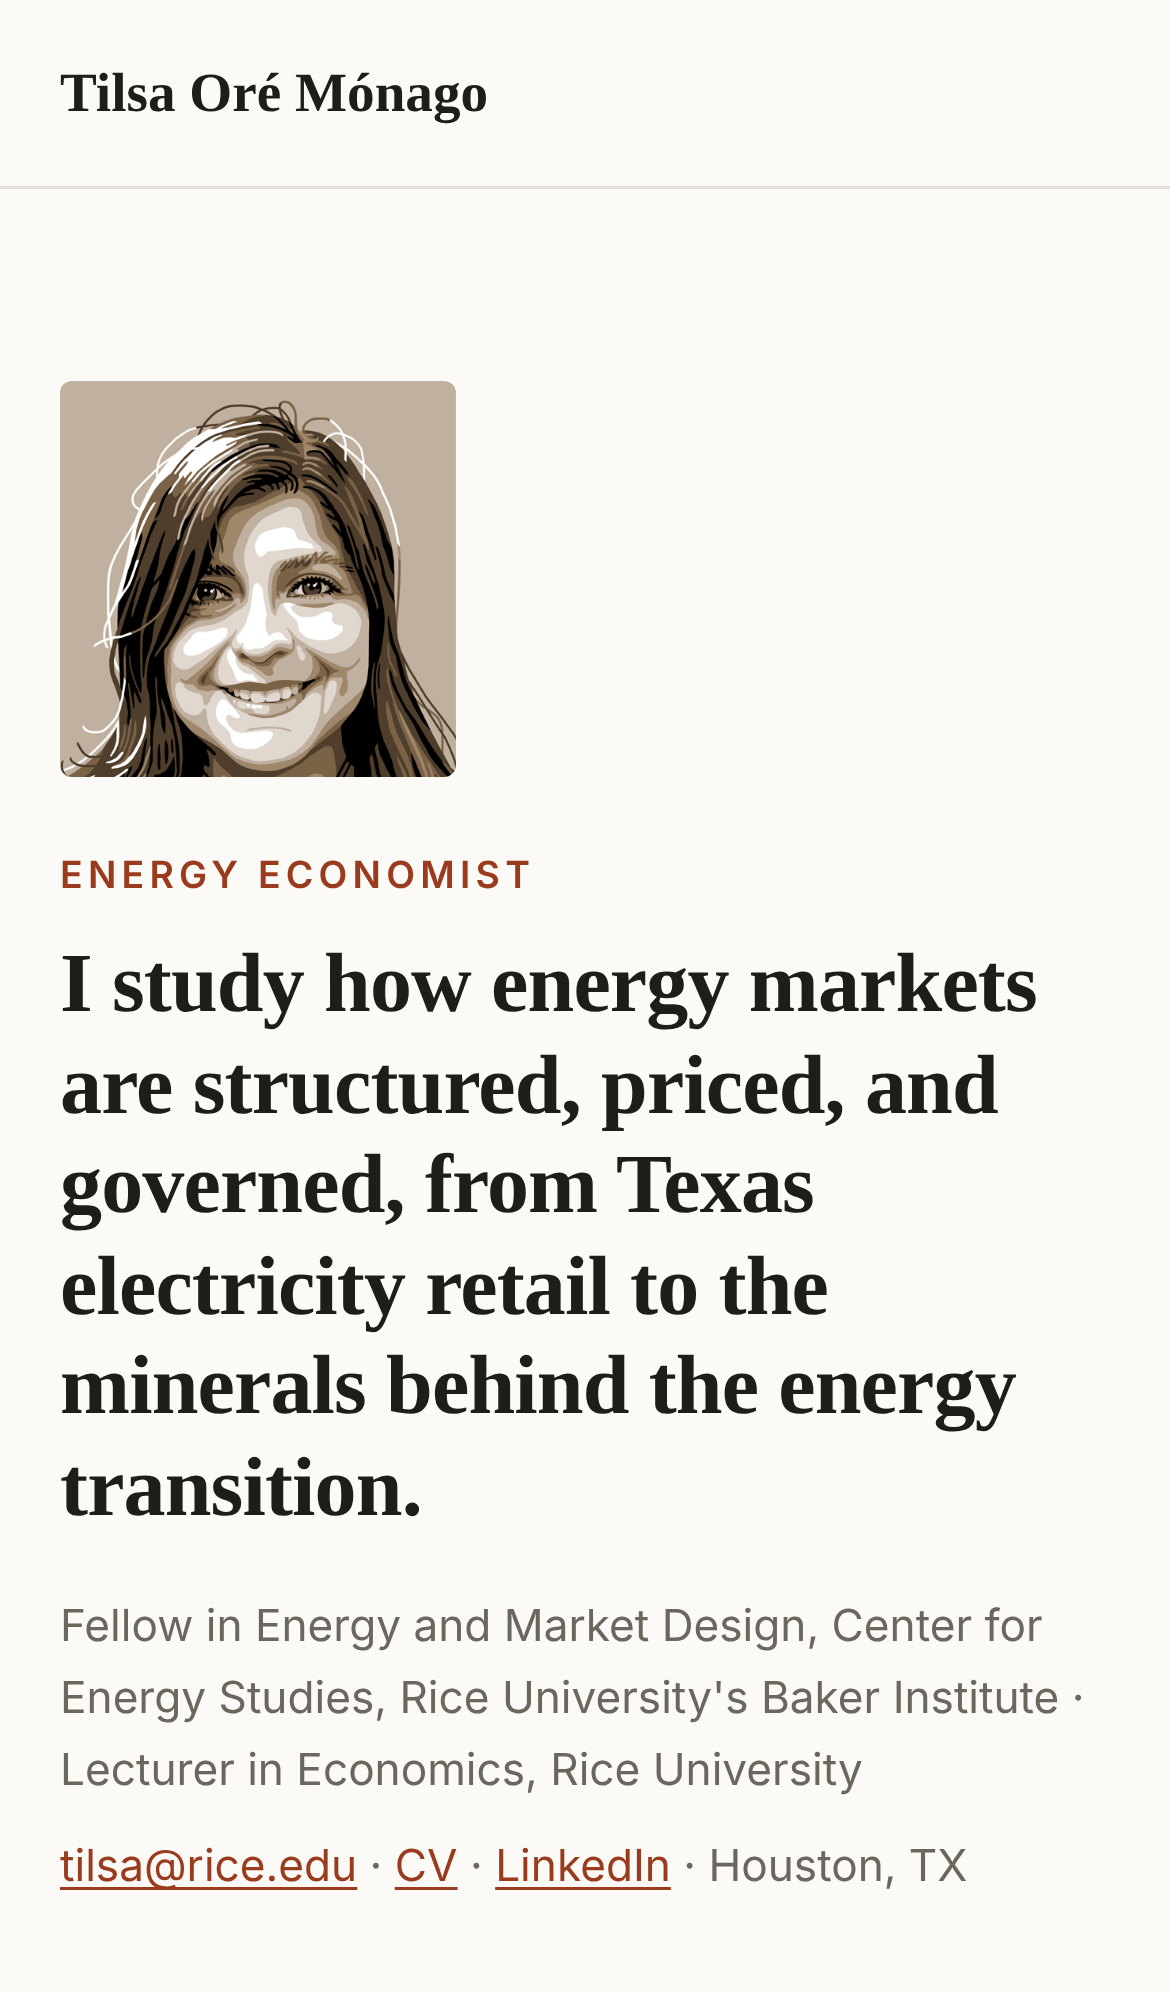 Tilsa Oré Mónago
ENERGY ECONOMIST
I study how energy markets
are structured, priced, and
governed, from Texas
electricity retail to the
minerals behind the energy
transition.
Fellow in Energy and Market Design, Center for
Energy Studies, Rice University's Baker Institute ·
Lecturer in Economics, Rice University
tilsa@rice.edu · CV · LinkedIn · Houston, TX